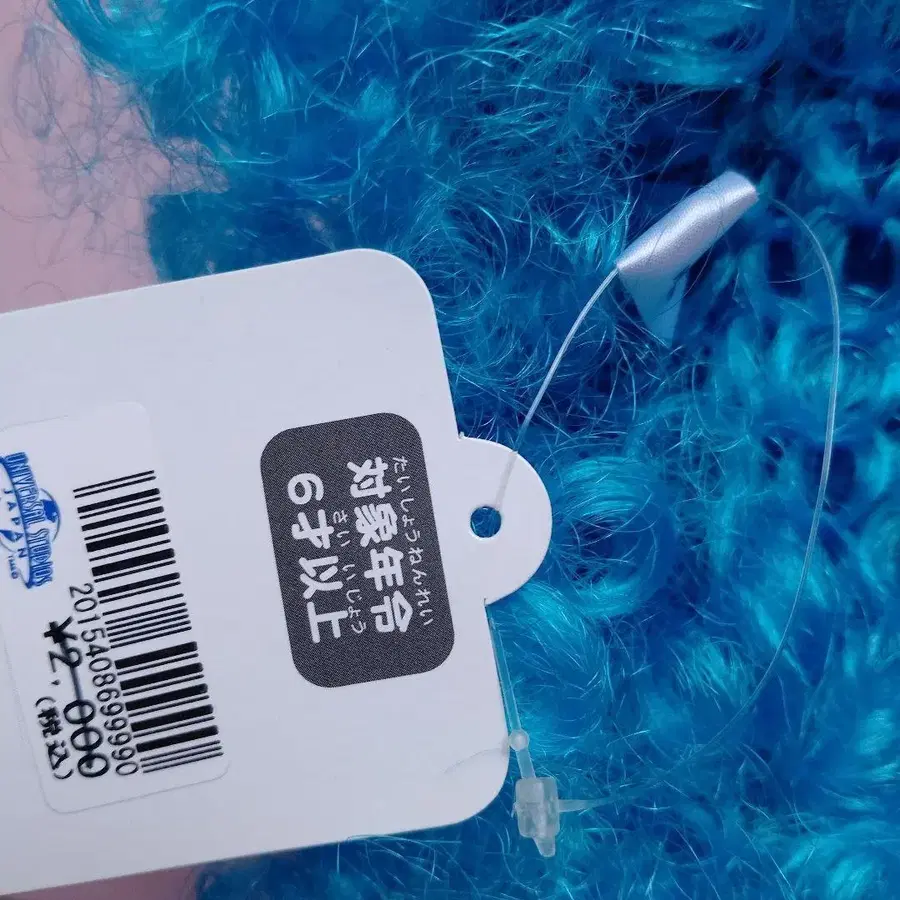 たいしょうねんれい
対象年令
さい いじょう
6才以上
UNIVERSAL STUDIOS
JAPAN
2015408699990
¥2,000
(税込)